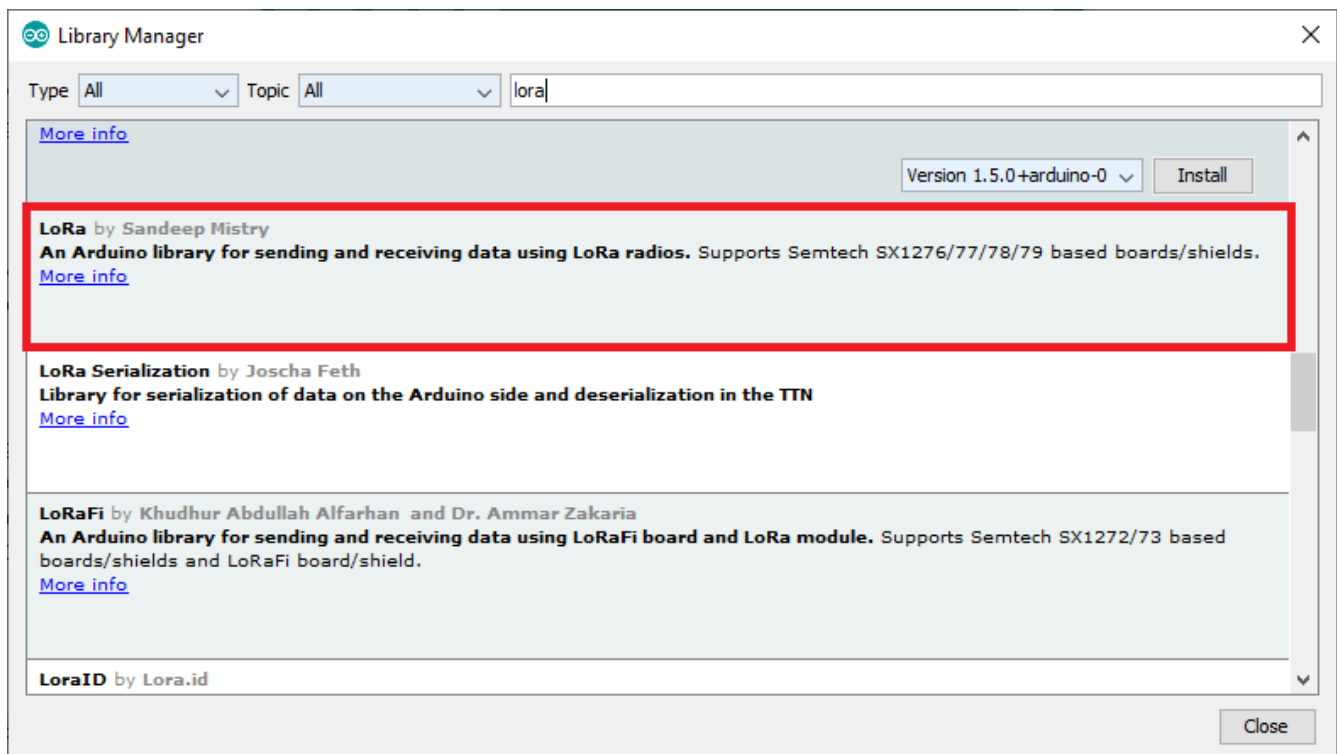 Library Manager
Type All Topic All lora
More info
Version 1.5.0+arduino-0 Install
LoRa by Sandeep Mistry
An Arduino library for sending and receiving data using LoRa radios. Supports Semtech SX1276/77/78/79 based boards/shields.
More info
LoRa Serialization by Joscha Feth
Library for serialization of data on the Arduino side and deserialization in the TTN
More info
LoRaFi by Khudhur Abdullah Alfarhan and Dr. Ammar Zakaria
An Arduino library for sending and receiving data using LoRaFi board and LoRa module. Supports Semtech SX1272/73 based
boards/shields and LoRaFi board/shield.
More info
LoraID by Lora.id
Close